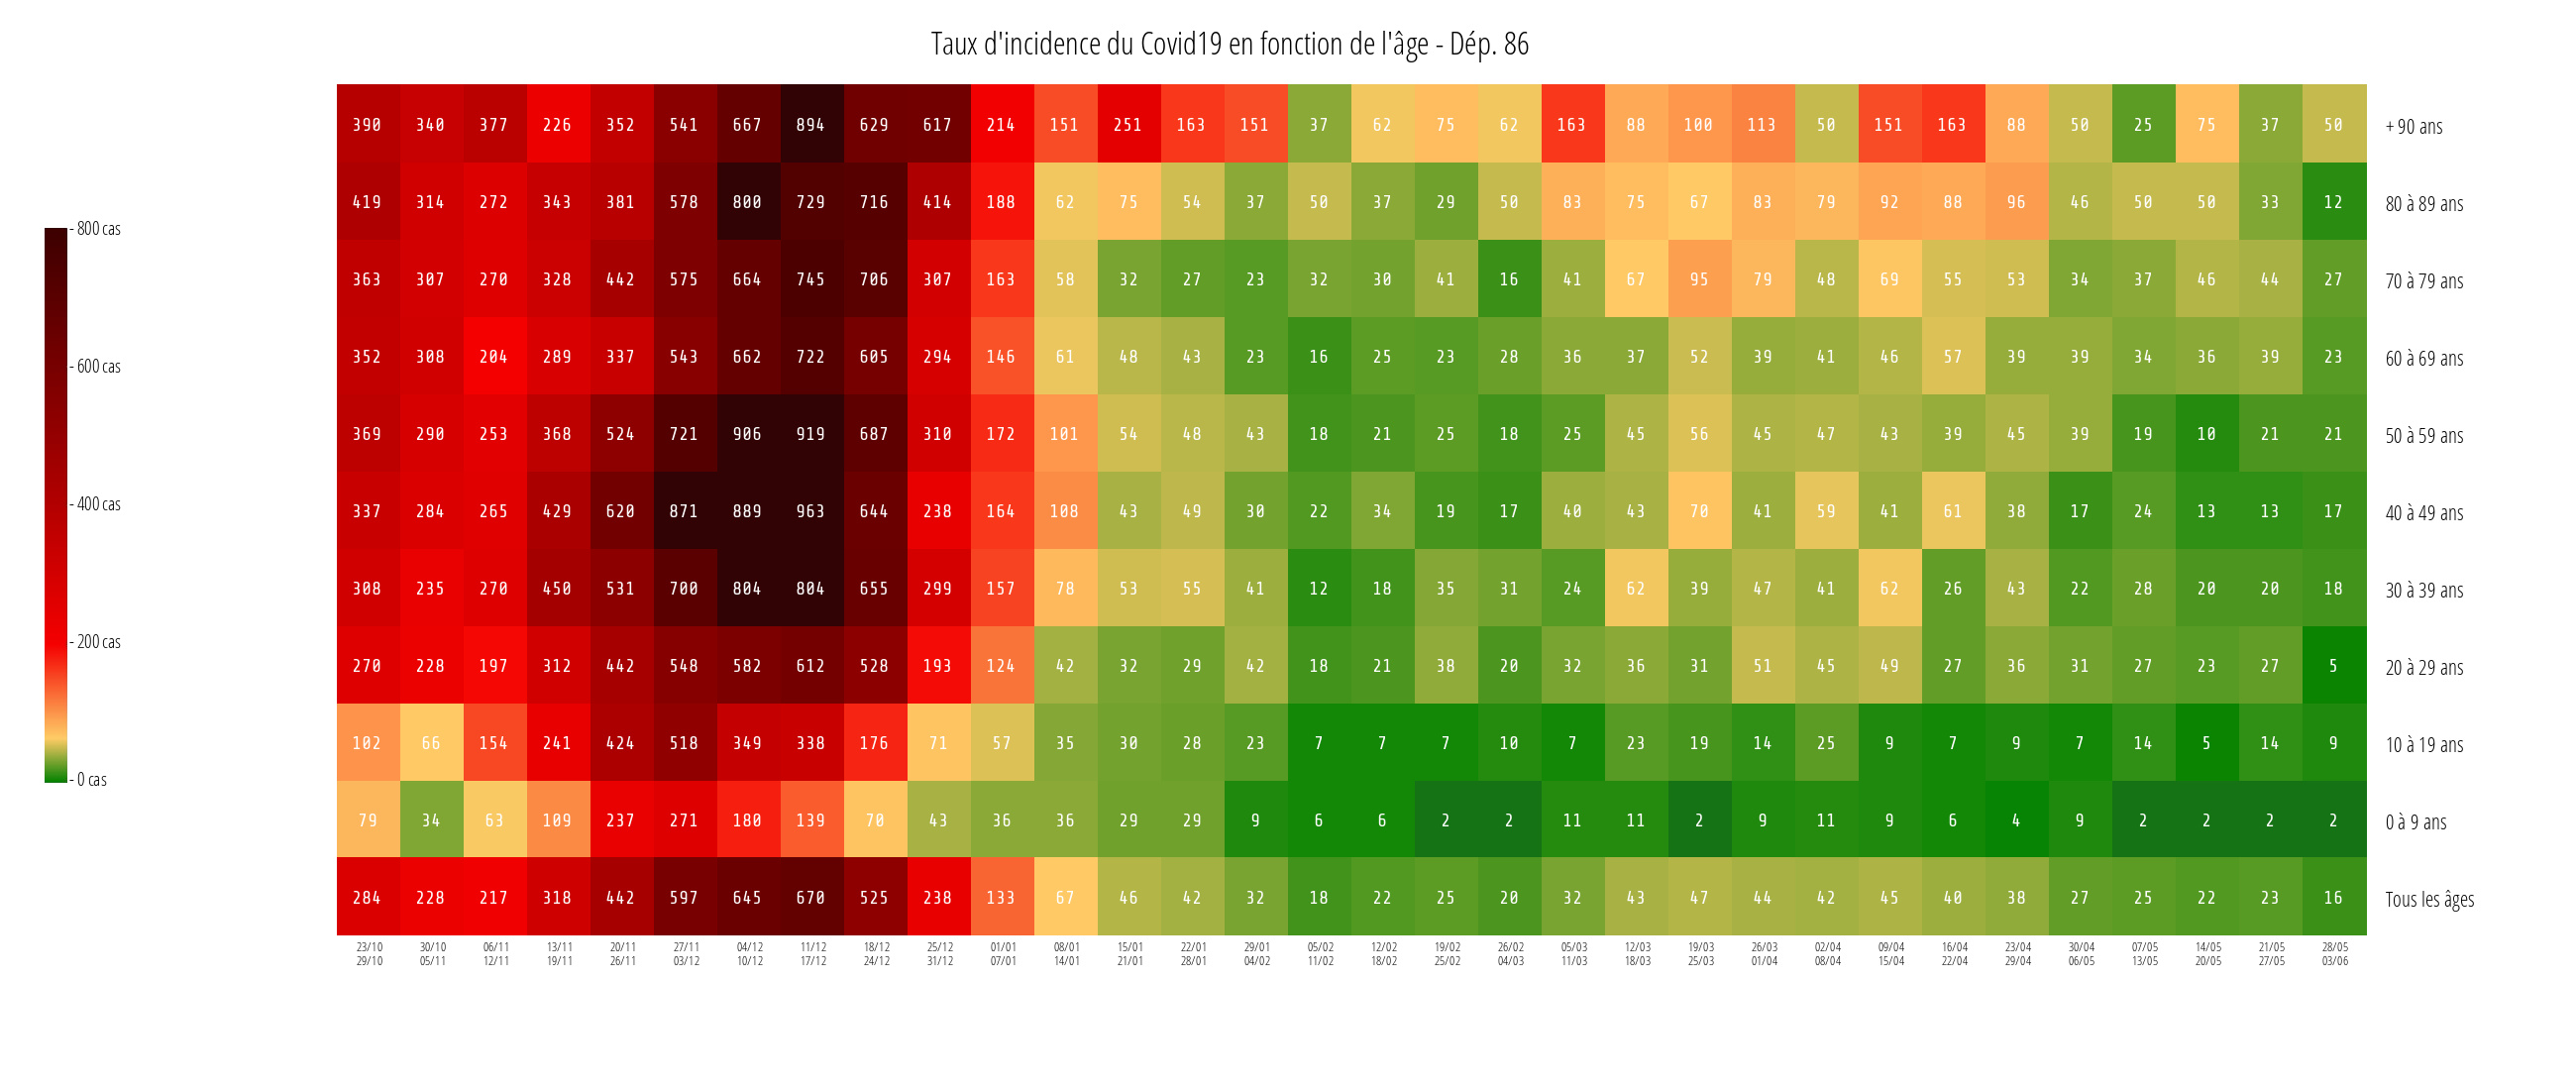 Taux d'incidence du Covid19 en fonction de l'âge - Dép. 86
- 800 cas
- 600 cas
- 400 cas
- 200 cas
- 0 cas
390 340 377 226 352 541 667 894 629 617 214 151 251 163 151 37 62 75 62 163 88 100 113 50 151 163 88 50 25 75 37 50 + 90 ans
419 314 272 343 381 578 800 729 716 414 188 62 75 54 37 50 37 29 50 83 75 67 83 79 92 88 96 46 50 50 33 12 80 à 89 ans
363 307 270 328 442 575 664 745 706 307 163 58 32 27 23 32 30 41 16 41 67 95 79 48 69 55 53 34 37 46 44 27 70 à 79 ans
352 308 204 289 337 543 662 722 605 294 146 61 48 43 23 16 25 23 28 36 37 52 39 41 46 57 39 39 34 36 39 23 60 à 69 ans
369 290 253 368 524 721 906 919 687 310 172 101 54 48 43 18 21 25 18 25 45 56 45 47 43 39 45 39 19 10 21 21 50 à 59 ans
337 284 265 429 620 871 889 963 644 238 164 108 43 49 30 22 34 19 17 40 43 70 41 59 41 61 38 17 24 13 13 17 40 à 49 ans
308 235 270 450 531 700 804 804 655 299 157 78 53 55 41 12 18 35 31 24 62 39 47 41 62 26 43 22 28 20 20 18 30 à 39 ans
270 228 197 312 442 548 582 612 528 193 124 42 32 29 42 18 21 38 20 32 36 31 51 45 49 27 36 31 27 23 27 5 20 à 29 ans
102 66 154 241 424 518 349 338 176 71 57 35 30 28 23 7 7 7 10 7 23 19 14 25 9 7 9 7 14 5 14 9 10 à 19 ans
79 34 63 109 237 271 180 139 70 43 36 36 29 29 9 6 6 2 2 11 11 2 9 11 9 6 4 9 2 2 2 2 0 à 9 ans
284 228 217 318 442 597 645 670 525 238 133 67 46 42 32 18 22 25 20 32 43 47 44 42 45 40 38 27 25 22 23 16 Tous les âges
23/10 30/10 06/11 13/11 20/11 27/11 04/12 11/12 18/12 25/12 01/01 08/01 15/01 22/01 29/01 05/02 12/02 19/02 26/02 05/03 12/03 19/03 26/03 02/04 09/04 16/04 23/04 30/04 07/05 14/05 21/05 28/05
29/10 05/11 12/11 19/11 26/11 03/12 10/12 17/12 24/12 31/12 07/01 14/01 21/01 28/01 04/02 11/02 18/02 25/02 04/03 11/03 18/03 25/03 01/04 08/04 15/04 22/04 29/04 06/05 13/05 20/05 27/05 03/06